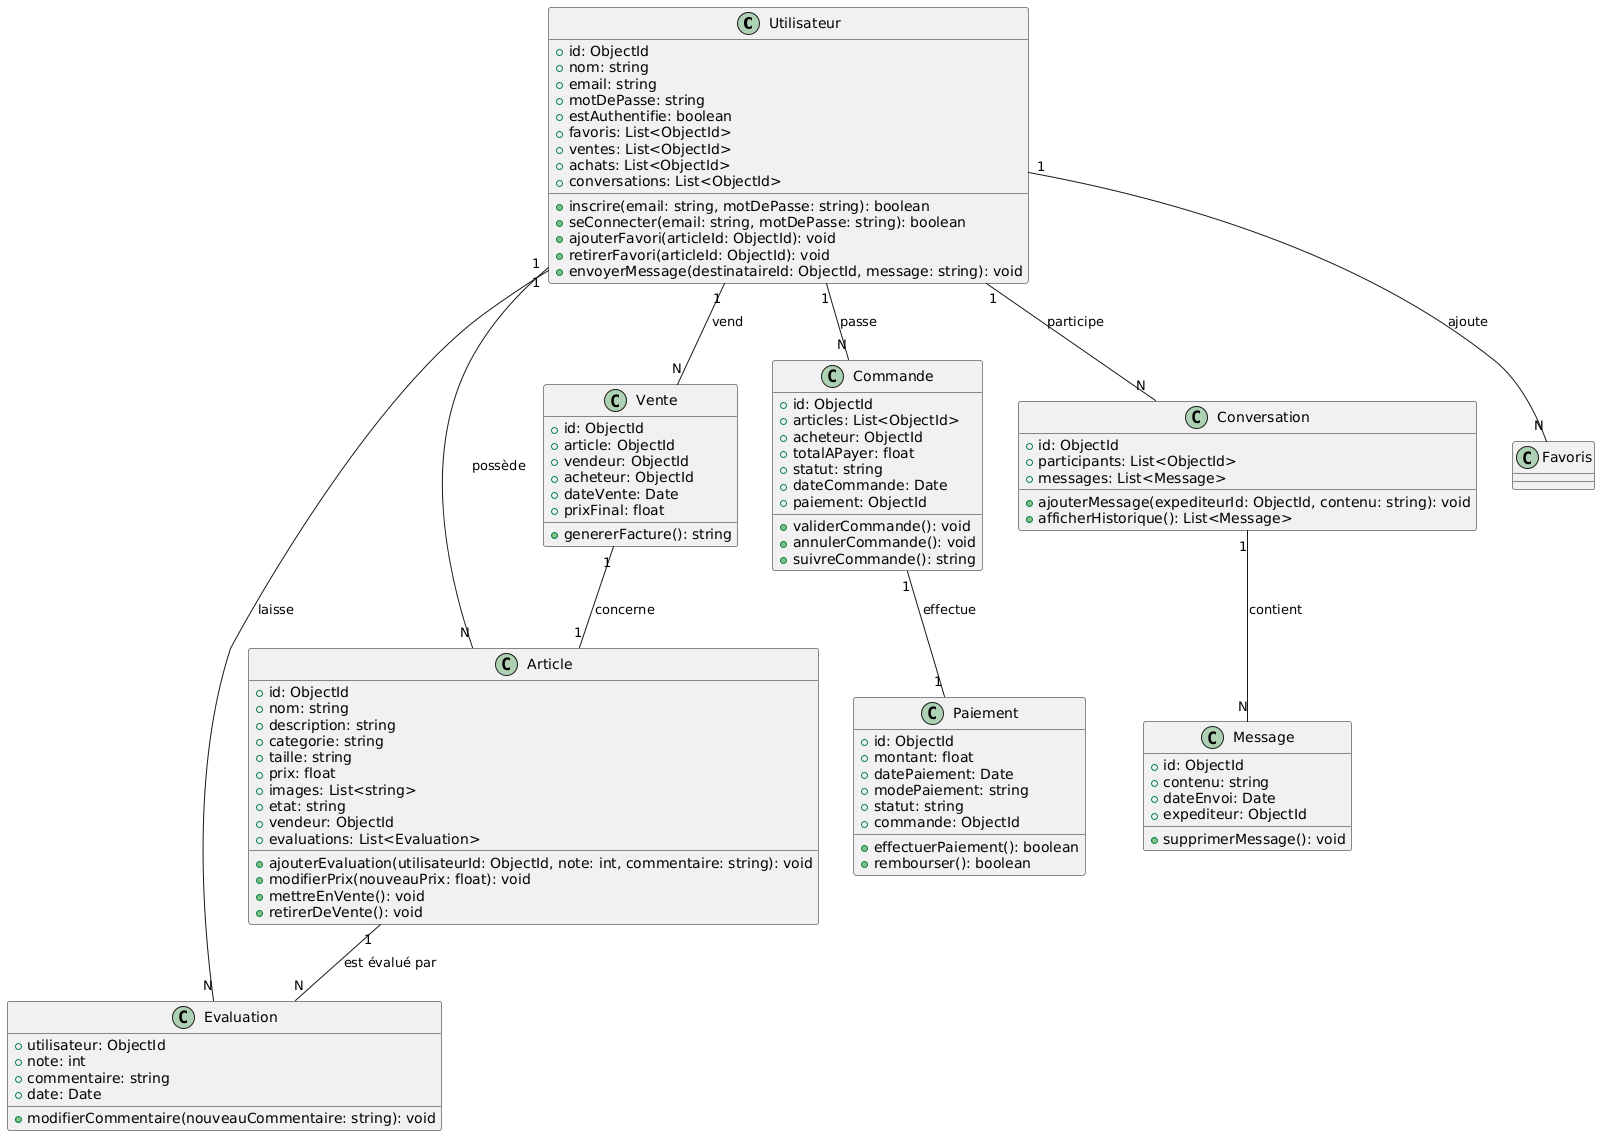 C Utilisateur
id: ObjectId
nom: string
email: string
motDePasse: string
estAuthentifie: boolean
favoris: List<ObjectId>
ventes: List<ObjectId>
achats: List<ObjectId>
conversations: List<ObjectId>
inscrire(email: string, motDePasse: string): boolean
seConnecter(email: string, motDePasse: string): boolean
ajouterFavori(articleId: ObjectId): void
retirerFavori(articleId: ObjectId): void
envoyerMessage(destinataireId: ObjectId, message: string): void
1
1
1
1
1
1
vend
passe
participe
ajoute
N
N
N
N
C Vente
id: ObjectId
article: ObjectId
vendeur: ObjectId
acheteur: ObjectId
dateVente: Date
prixFinal: float
genererFacture(): string
C Commande
id: ObjectId
articles: List<ObjectId>
acheteur: ObjectId
totalAPayer: float
statut: string
dateCommande: Date
paiement: ObjectId
validerCommande(): void
annulerCommande(): void
suivreCommande(): string
C Conversation
id: ObjectId
participants: List<ObjectId>
messages: List<Message>
ajouterMessage(expediteurId: ObjectId, contenu: string): void
afficherHistorique(): List<Message>
C Favoris
possède
laisse
1
concerne
1
effectue
1
contient
N
1
1
N
C Article
id: ObjectId
nom: string
description: string
categorie: string
taille: string
prix: float
images: List<string>
etat: string
vendeur: ObjectId
evaluations: List<Evaluation>
ajouterEvaluation(utilisateurId: ObjectId, note: int, commentaire: string): void
modifierPrix(nouveauPrix: float): void
mettreEnVente(): void
retirerDeVente(): void
C Paiement
id: ObjectId
montant: float
datePaiement: Date
modePaiement: string
statut: string
commande: ObjectId
effectuerPaiement(): boolean
rembourser(): boolean
C Message
id: ObjectId
contenu: string
dateEnvoi: Date
expediteur: ObjectId
supprimerMessage(): void
1
est évalué par
N
N
C Evaluation
utilisateur: ObjectId
note: int
commentaire: string
date: Date
modifierCommentaire(nouveauCommentaire: string): void